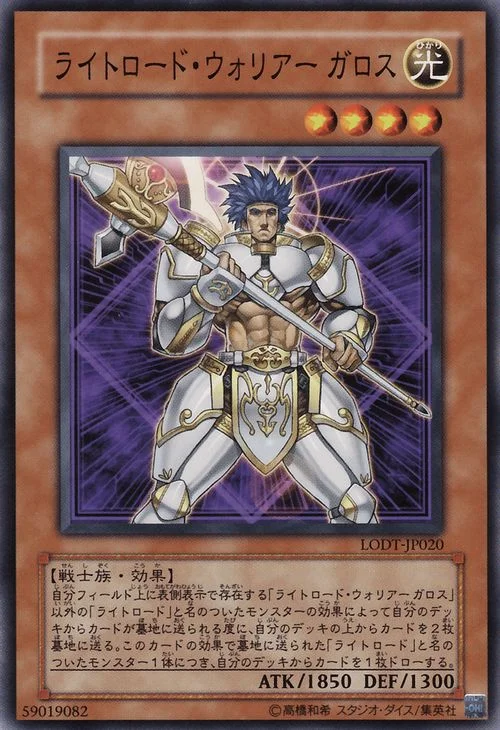 ライトロード・ウォリアー ガロス
光
LODT-JP020
【戦士族・効果】
自分フィールド上に表側表示で存在する「ライトロード・ウォリアー ガロス」
以外の「ライトロード」と名のついたモンスターの効果によって自分のデッ
キからカードが墓地に送られる度に、自分のデッキの上からカードを2枚
墓地に送る。このカードの効果で墓地に送られた「ライトロード」と名の
ついたモンスター1体につき、自分のデッキからカードを1枚ドローする。
ATK/1850 DEF/1300
59019082
©高橋和希 スタジオ・ダイス/集英社